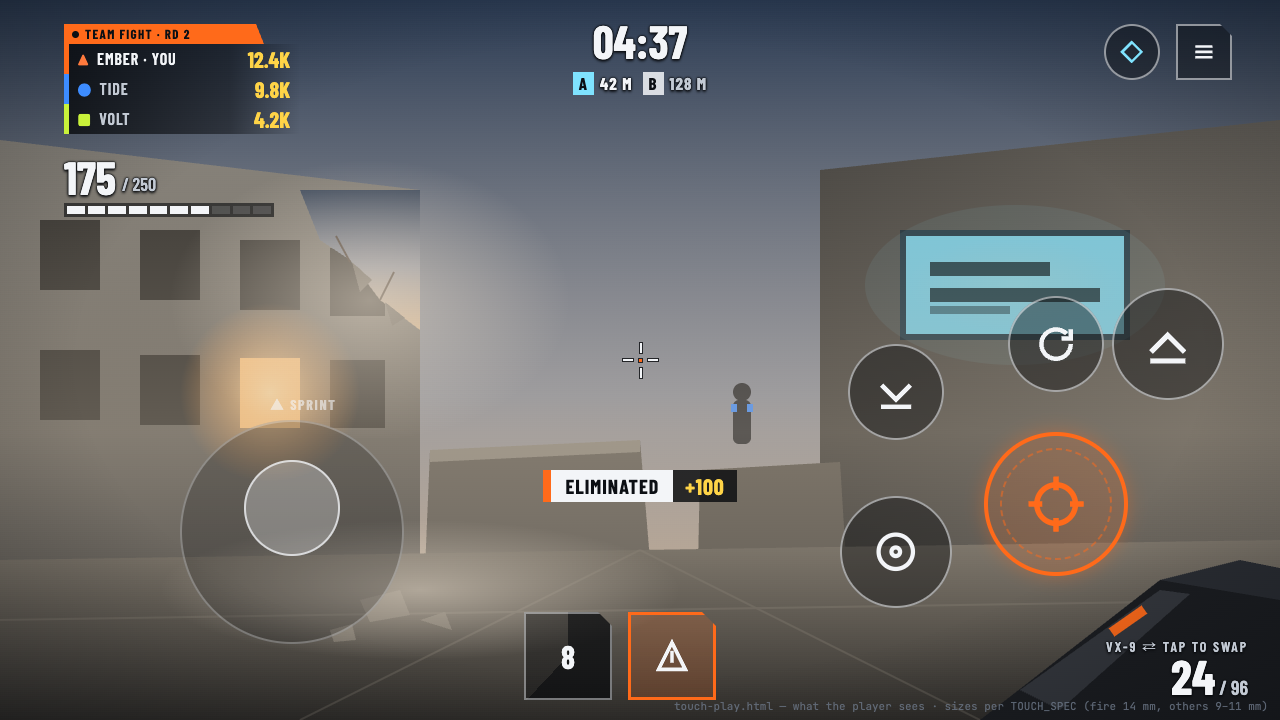 TEAM FIGHT · RD 2
EMBER · YOU 12.4K
TIDE 9.8K
VOLT 4.2K
175 / 250
04:37
A 42 M B 128 M
SPRINT
ELIMINATED +100
8
VX-9 ⇄ TAP TO SWAP
24 / 96
touch-play.html — what the player sees · sizes per TOUCH_SPEC (fire 14 mm, others 9–11 mm)